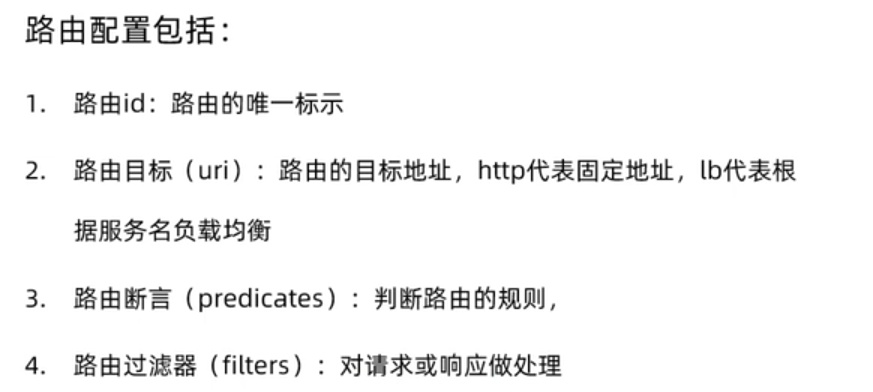 路由配置包括：
1. 路由id：路由的唯一标示
2. 路由目标（uri）：路由的目标地址，http代表固定地址，lb代表根
据服务名负载均衡
3. 路由断言（predicates）：判断路由的规则，
4. 路由过滤器（filters）：对请求或响应做处理